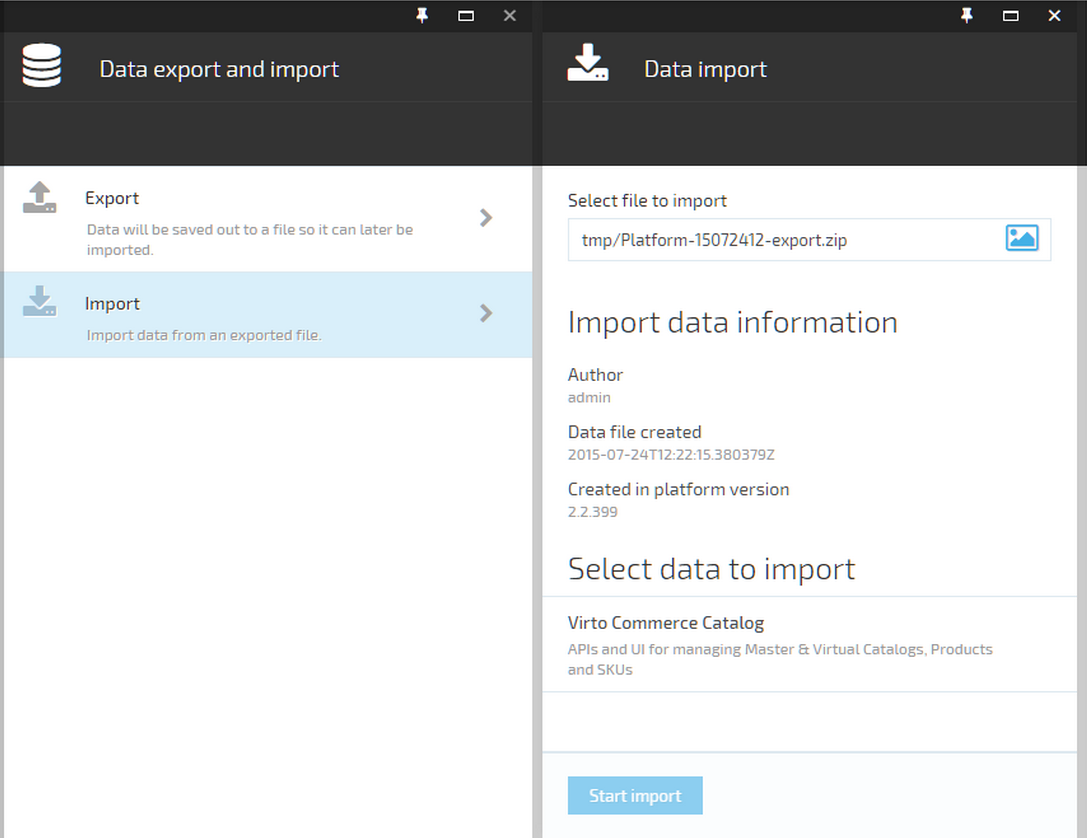 Data export and import
Export
Data will be saved out to a file so it can later be
imported.
Import
Import data from an exported file.
Data import
Select file to import
tmp/Platform-15072412-export.zip
Import data information
Author
admin
Data file created
2015-07-24T12:22:15.380379Z
Created in platform version
2.2.399
Select data to import
Virto Commerce Catalog
APIs and UI for managing Master & Virtual Catalogs, Products
and SKUs
Start import